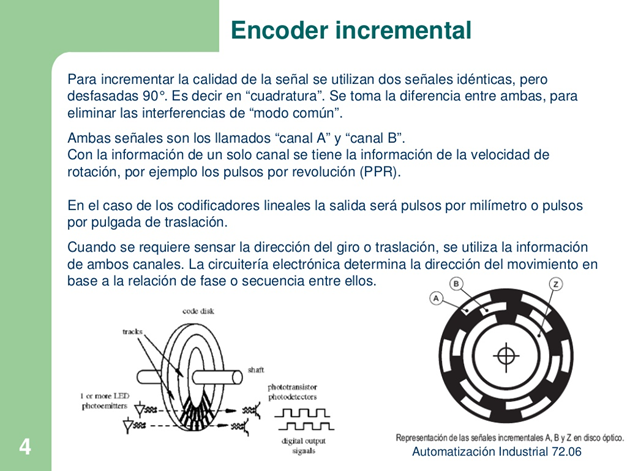 Encoder incremental
Para incrementar la calidad de la señal se utilizan dos señales idénticas, pero
desfasadas 90°. Es decir en “cuadratura”. Se toma la diferencia entre ambas, para
eliminar las interferencias de “modo común”.
Ambas señales son los llamados “canal A” y “canal B”.
Con la información de un solo canal se tiene la información de la velocidad de
rotación, por ejemplo los pulsos por revolución (PPR).
En el caso de los codificadores lineales la salida será pulsos por milímetro o pulsos
por pulgada de traslación.
Cuando se requiere sensar la dirección del giro o traslación, se utiliza la información
de ambos canales. La circuitería electrónica determina la dirección del movimiento en
base a la relación de fase o secuencia entre ellos.
code disk
tracks
shaft
1 or more LED
photoemitters
phototransistor
photodetectors
digital output
signals
A
B
Z
Representación de las señales incrementales A, B y Z en disco óptico.
4
Automatización Industrial 72.06